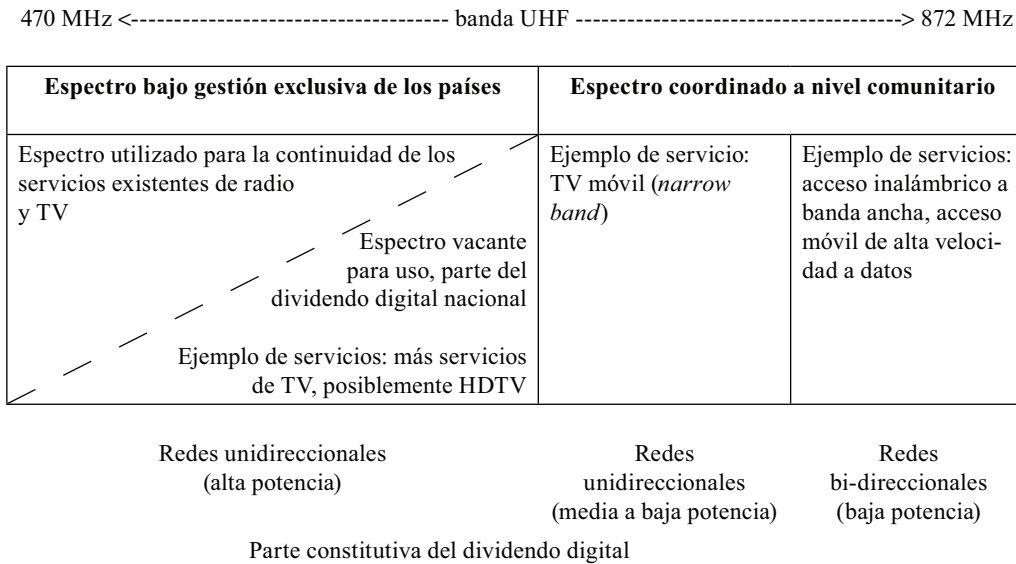 470 MHz <----------------------------------- banda UHF ------------------------------------> 872 MHz
Espectro bajo gestión exclusiva de los países
Espectro coordinado a nivel comunitario
Espectro utilizado para la continuidad de los
servicios existentes de radio
y TV
Espectro vacante
para uso, parte del
dividendo digital nacional
Ejemplo de servicios: más servicios
de TV, posiblemente HDTV
Ejemplo de servicio:
TV móvil (narrow
band)
Ejemplo de servicios:
acceso inalámbrico a
banda ancha, acceso
móvil de alta veloci-
dad a datos
Redes unidireccionales
(alta potencia)
Redes
unidireccionales
(media a baja potencia)
Redes
bi-direccionales
(baja potencia)
Parte constitutiva del dividendo digital